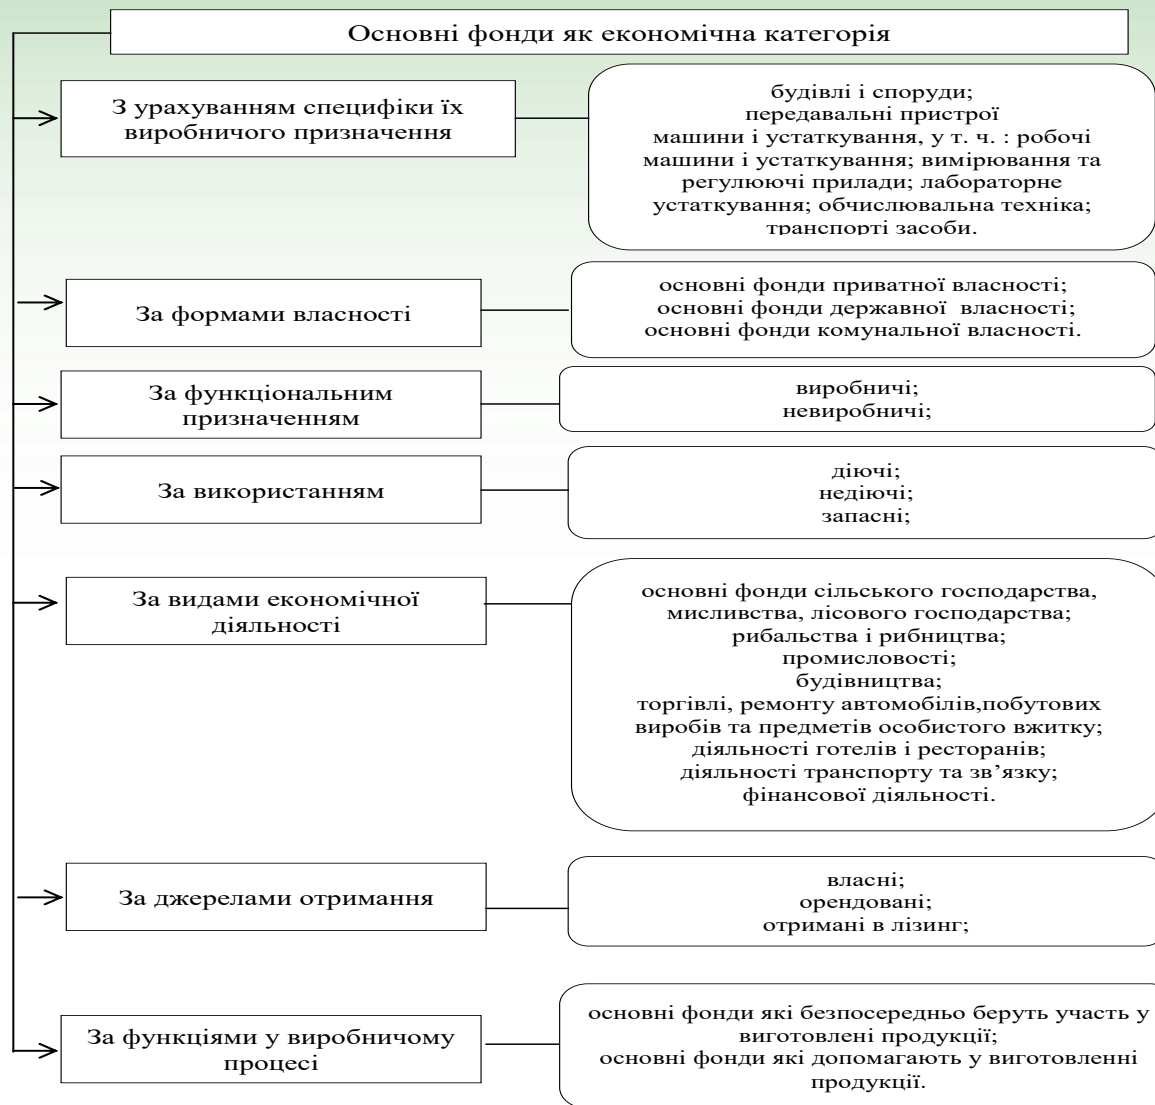 Основні фонди як економічна категорія
З урахуванням специфіки їх
виробничого призначення
будівлі і споруди;
передавальні пристрої
машини і устаткування, у т. ч. : робочі
машини і устаткування; вимірювання та
регулюючі прилади; лабораторне
устаткування; обчислювальна техніка;
транспорті засоби.
За формами власності
основні фонди приватної власності;
основні фонди державної власності;
основні фонди комунальної власності.
За функціональним
призначенням
виробничі;
невиробничі;
За використанням
діючі;
недіючі;
запасні;
За видами економічної
діяльності
основні фонди сільського господарства,
мисливства, лісового господарства;
рибальства і рибництва;
промисловості;
будівництва;
торгівлі, ремонту автомобілів,побутових
виробів та предметів особистого вжитку;
діяльності готелів і ресторанів;
діяльності транспорту та зв’язку;
фінансової діяльності.
За джерелами отримання
власні;
орендовані;
отримані в лізинг;
За функціями у виробничому
процесі
основні фонди які безпосередньо беруть участь у
виготовлені продукції;
основні фонди які допомагають у виготовленні
продукції.